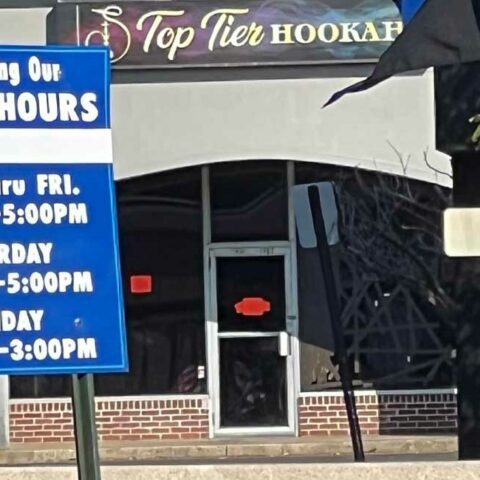 Top Tier HOOKAH
ng Our
HOURS
ru FRI.
-5:00PM
RDAY
-5:00PM
DAY
-3:00PM